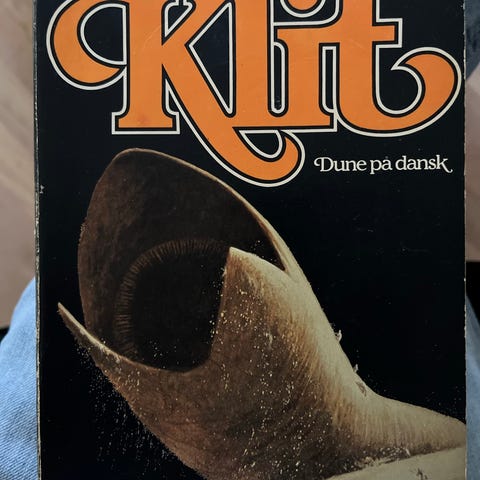 Klit
Dune på dansk